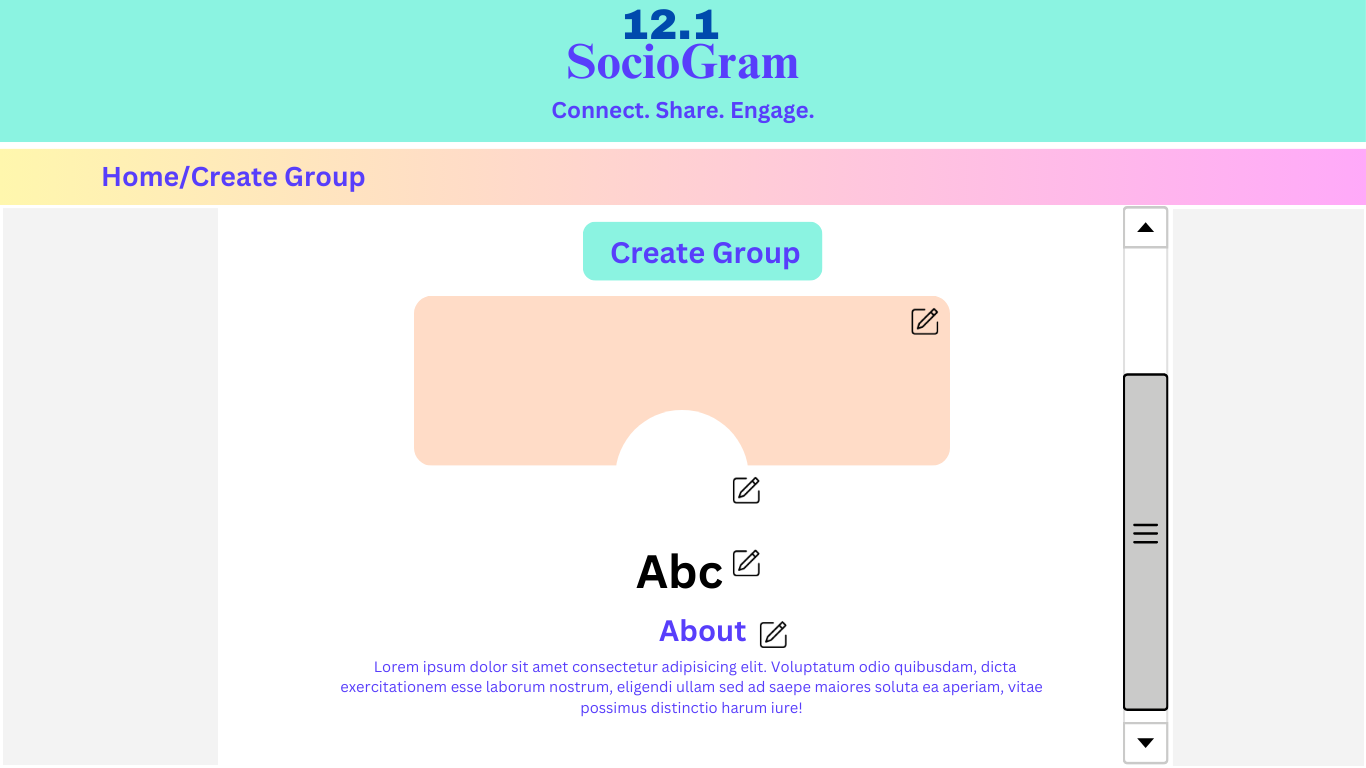 12.1
SocioGram
Connect. Share. Engage.
Home/Create Group
Create Group
Abc
About
Lorem ipsum dolor sit amet consectetur adipisicing elit. Voluptatum odio quibusdam, dicta
exercitationem esse laborum nostrum, eligendi ullam sed ad saepe maiores soluta ea aperiam, vitae
possimus distinctio harum iure!